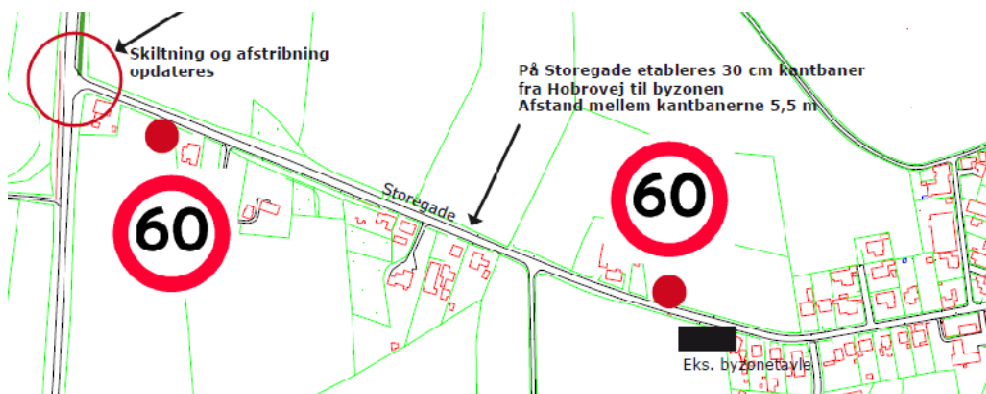 Skiltning og afstribning
opdateres
På Storegade etableres 30 cm kantbaner
fra Hobrovej til byzonen
Afstand mellem kantbanerne 5,5 m
60
60
Storegade
Eks. byzonetavle